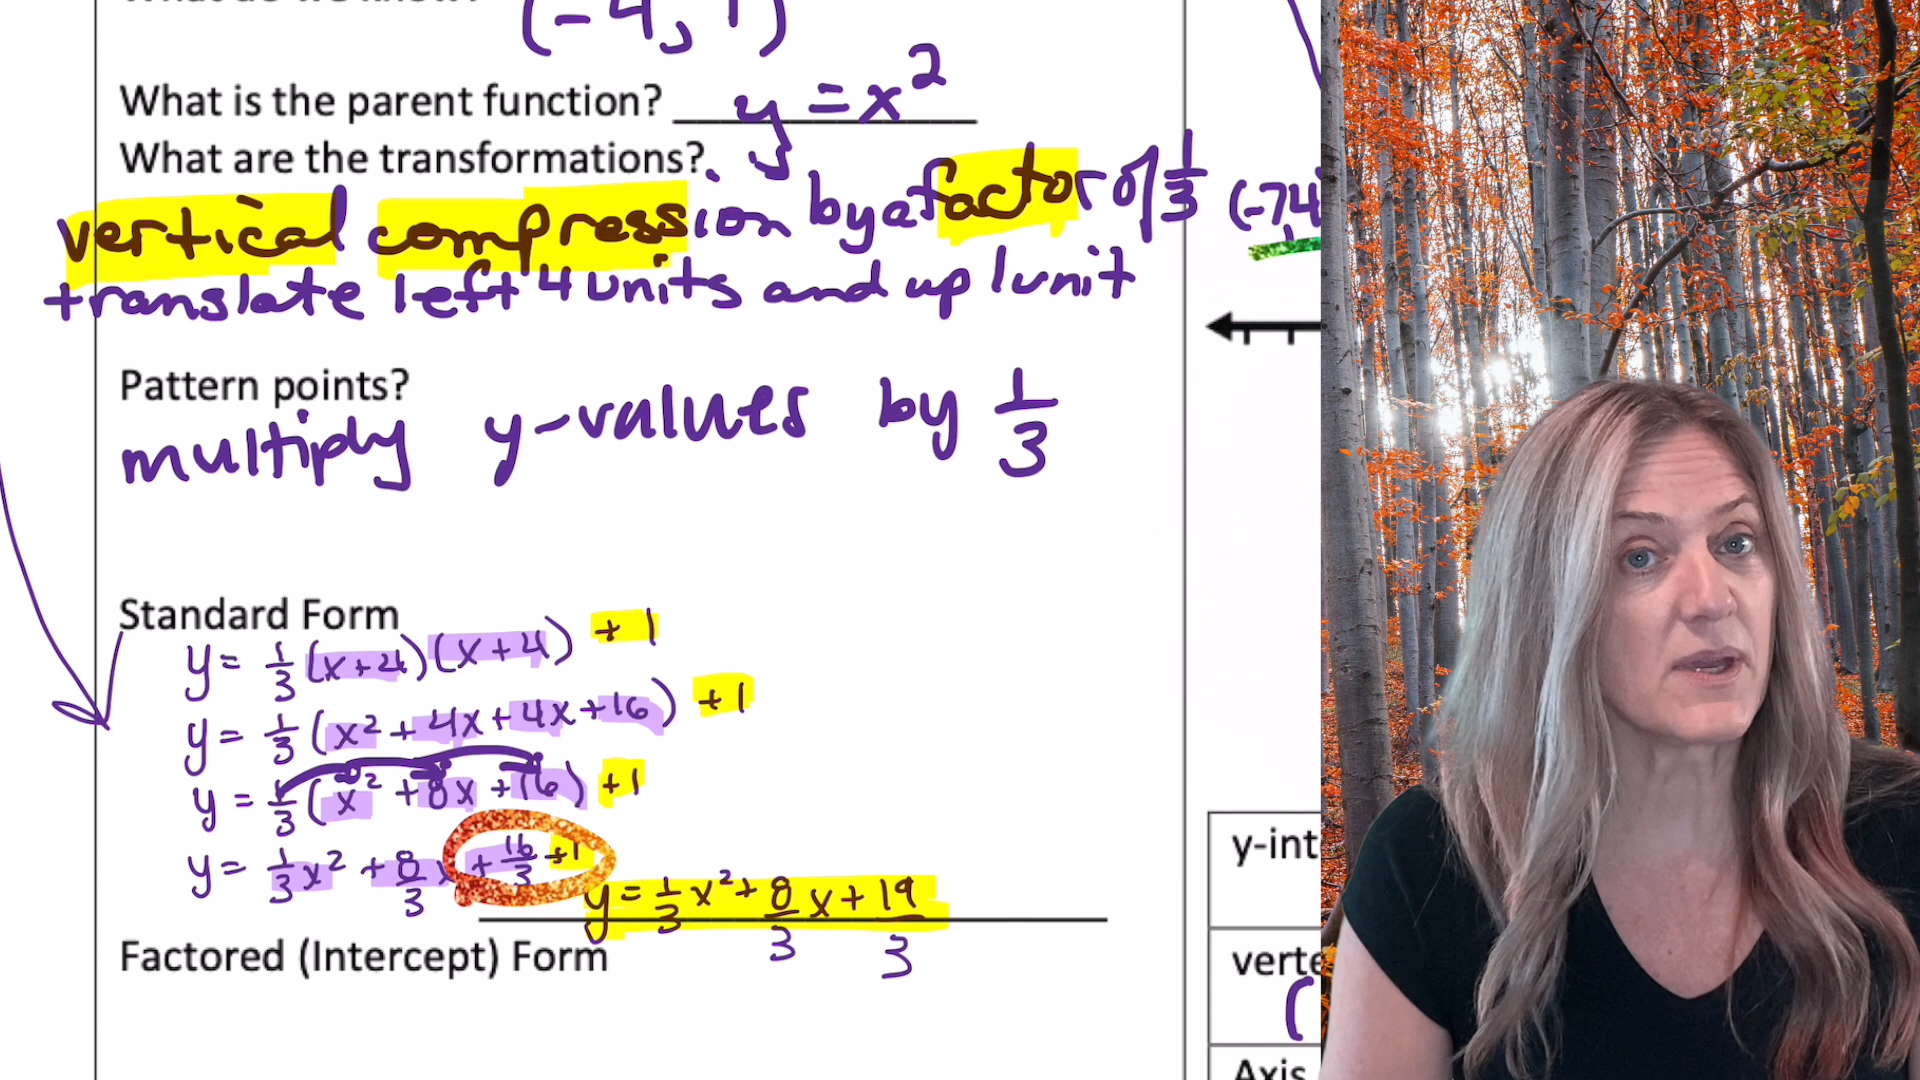 (-4, 1)
What is the parent function? y = x²
What are the transformations?
vertical compression by a factor of 1/3
translate left 4 units and up 1 unit
(-7,4
Pattern points?
multiply y-values by 1/3
Standard Form
y = 1/3 (x+4)(x+4) + 1
y = 1/3 (x² + 4x + 4x + 16) + 1
y = 1/3 (x² + 8x + 16) + 1
y = 1/3 x² + 8/3 x + 16/3 + 1
y = 1/3 x² + 8/3 x + 19/3
Factored (Intercept) Form
y-int
verte
(
Axis